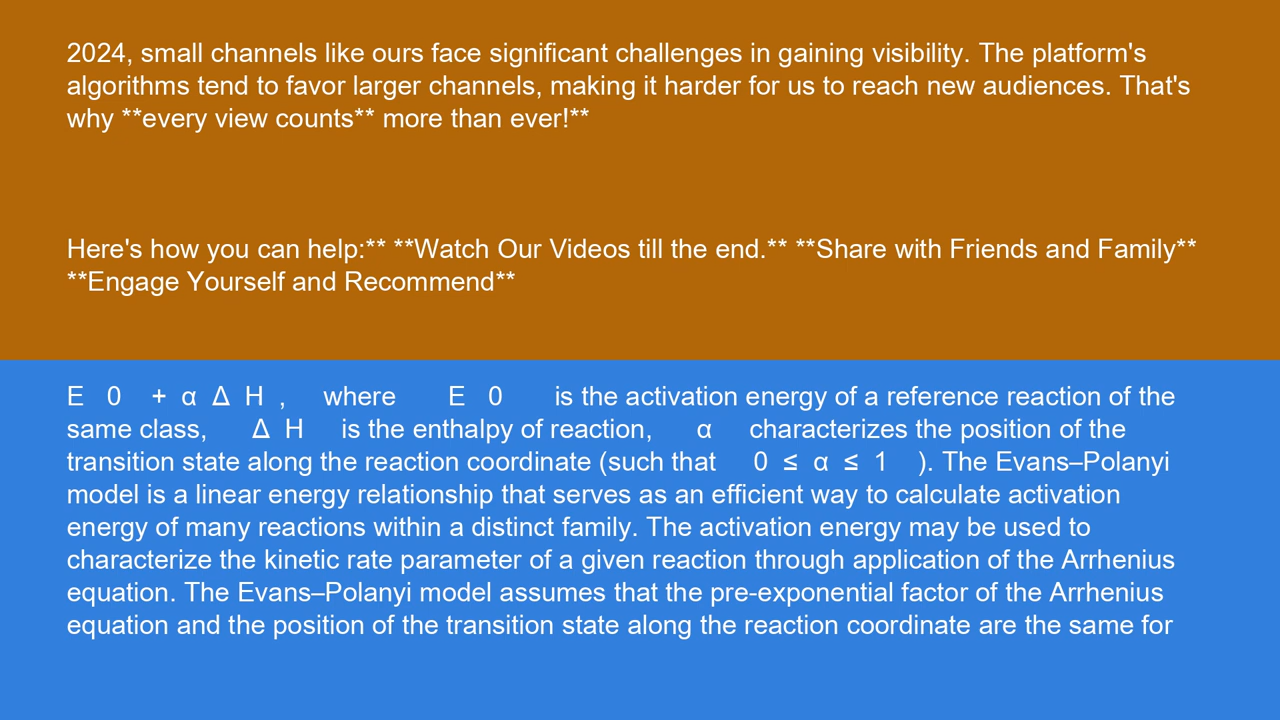 2024, small channels like ours face significant challenges in gaining visibility. The platform's
algorithms tend to favor larger channels, making it harder for us to reach new audiences. That's
why **every view counts** more than ever!**
Here's how you can help:** **Watch Our Videos till the end.** **Share with Friends and Family**
**Engage Yourself and Recommend**
E 0 + α Δ H , where E 0 is the activation energy of a reference reaction of the
same class, Δ H is the enthalpy of reaction, α characterizes the position of the
transition state along the reaction coordinate (such that 0 ≤ α ≤ 1 ). The Evans–Polanyi
model is a linear energy relationship that serves as an efficient way to calculate activation
energy of many reactions within a distinct family. The activation energy may be used to
characterize the kinetic rate parameter of a given reaction through application of the Arrhenius
equation. The Evans–Polanyi model assumes that the pre-exponential factor of the Arrhenius
equation and the position of the transition state along the reaction coordinate are the same for